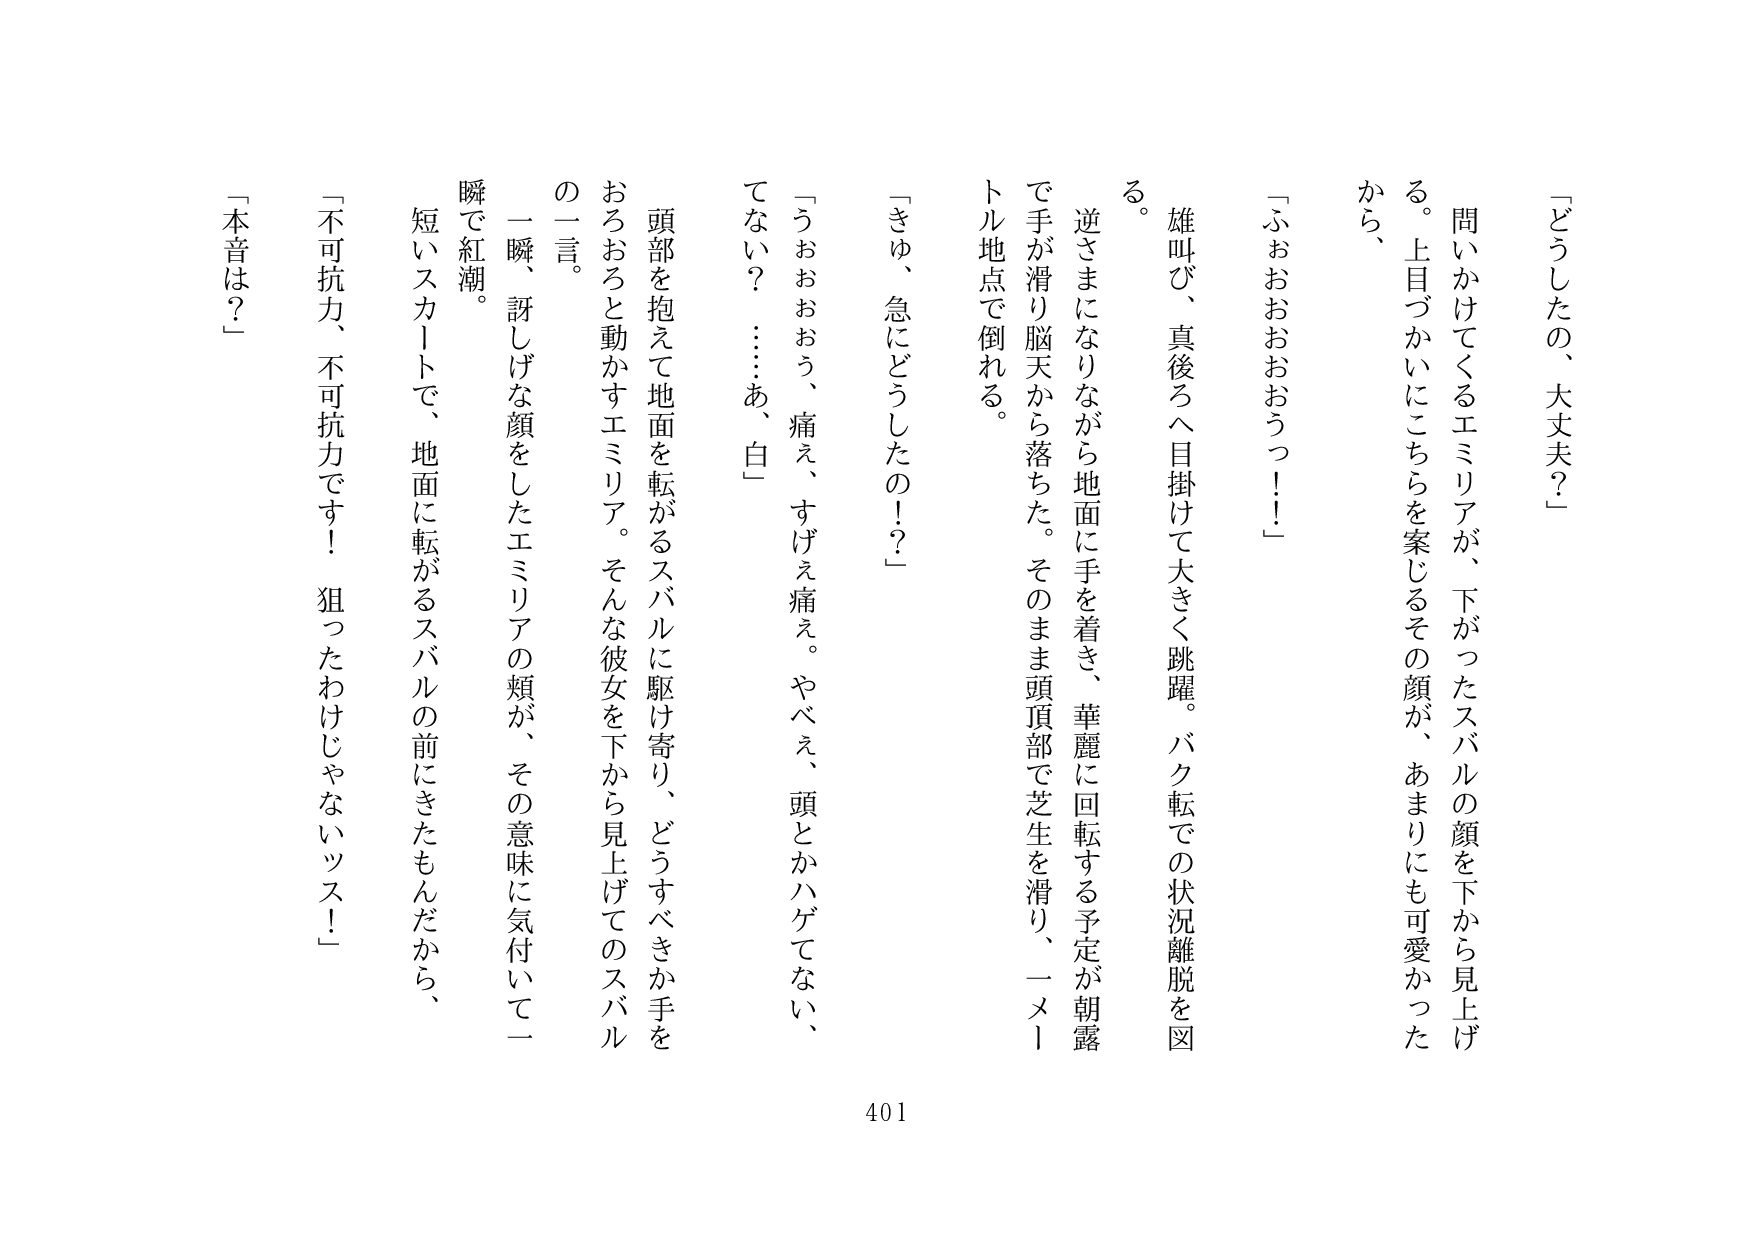 「どうしたの、大丈夫？」
　問いかけてくるエミリアが、下がったスバルの顔を下から見上げ
る。上目づかいにこちらを案じるその顔が、あまりにも可愛かった
から、
「ふぉおおおおおうっ！！」
　雄叫び、真後ろへ目掛けて大きく跳躍。バク転での状況離脱を図
る。
　逆さまになりながら地面に手を着き、華麗に回転する予定が朝露
で手が滑り脳天から落ちた。そのまま頭頂部で芝生を滑り、一メー
トル地点で倒れる。
「きゅ、急にどうしたの！？」
「うぉおぉおぅ、痛ぇ、すげぇ痛ぇ。やべぇ、頭とかハゲてない、
てない？　……あ、白」
　頭部を抱えて地面を転がるスバルに駆け寄り、どうすべきか手を
おろおろと動かすエミリア。そんな彼女を下から見上げてのスバル
の一言。
　一瞬、訝しげな顔をしたエミリアの頬が、その意味に気付いて一
瞬で紅潮。
　短いスカートで、地面に転がるスバルの前にきたもんだから、
「不可抗力、不可抗力です！　狙ったわけじゃないッス！」
「本音は？」
401